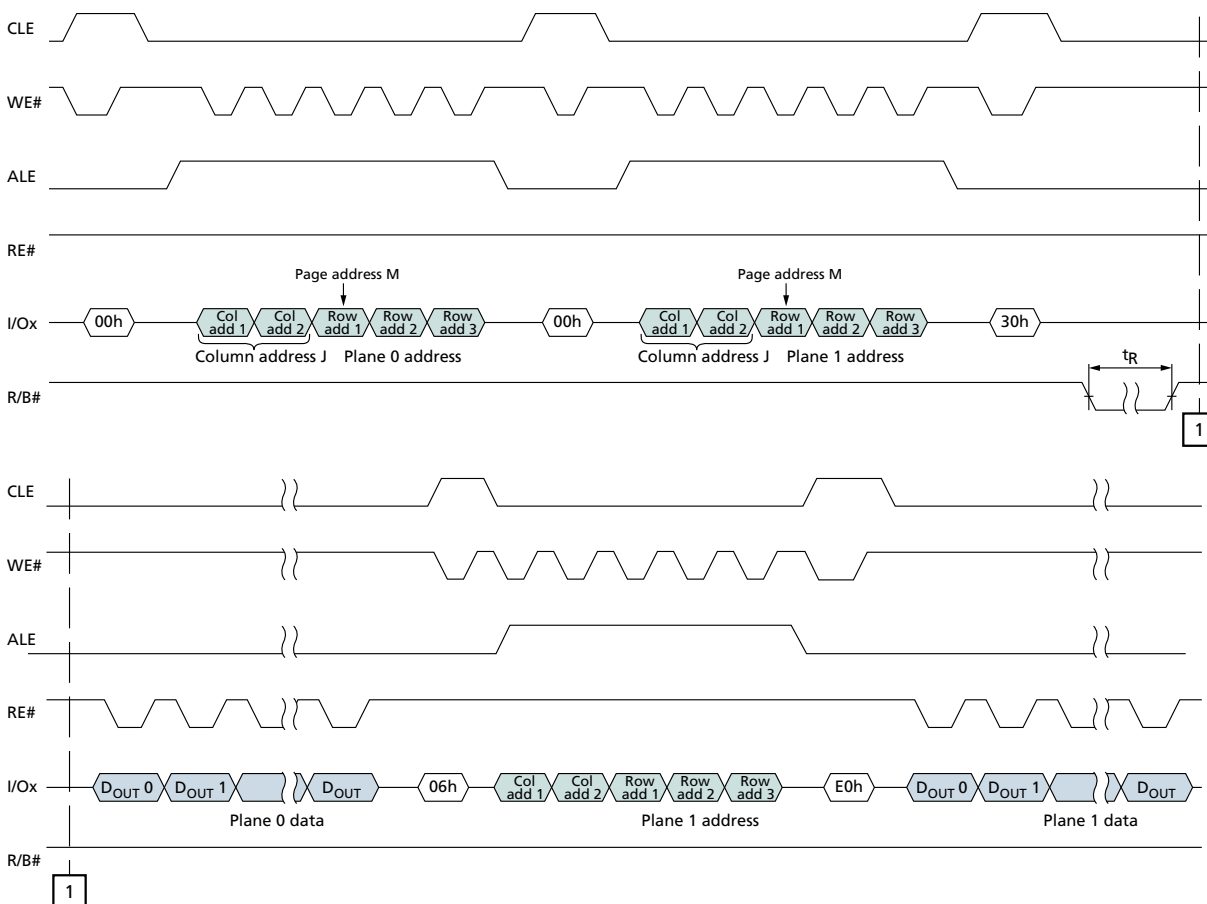 CLE
WE#
ALE
RE#
Page address M Page address M
I/Ox 00h Col add 1 Col add 2 Row add 1 Row add 2 Row add 3 00h Col add 1 Col add 2 Row add 1 Row add 2 Row add 3 30h
Column address J Plane 0 address Column address J Plane 1 address
tR
R/B#
1
CLE
WE#
ALE
RE#
I/Ox DOUT 0 DOUT 1 DOUT 06h Col add 1 Col add 2 Row add 1 Row add 2 Row add 3 E0h DOUT 0 DOUT 1 DOUT
Plane 0 data Plane 1 address Plane 1 data
R/B#
1